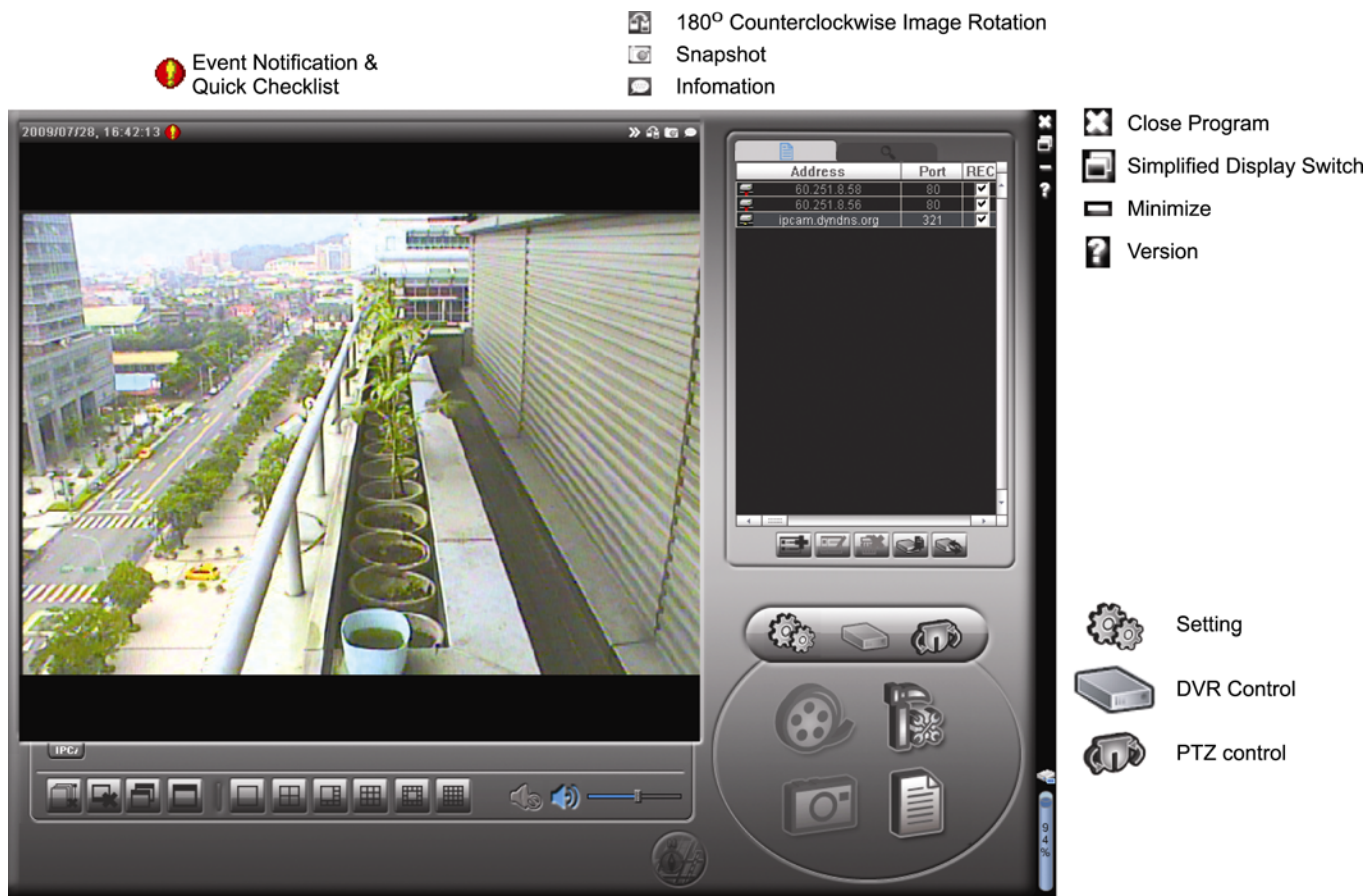 180º Counterclockwise Image Rotation
Snapshot
Infomation
Event Notification &
Quick Checklist
2009/07/28, 16:42:13
Address Port REC
60.251.8.58 80
60.251.8.56 80
ipcam.dyndns.org 321
Close Program
Simplified Display Switch
Minimize
? Version
Setting
DVR Control
PTZ control
94%